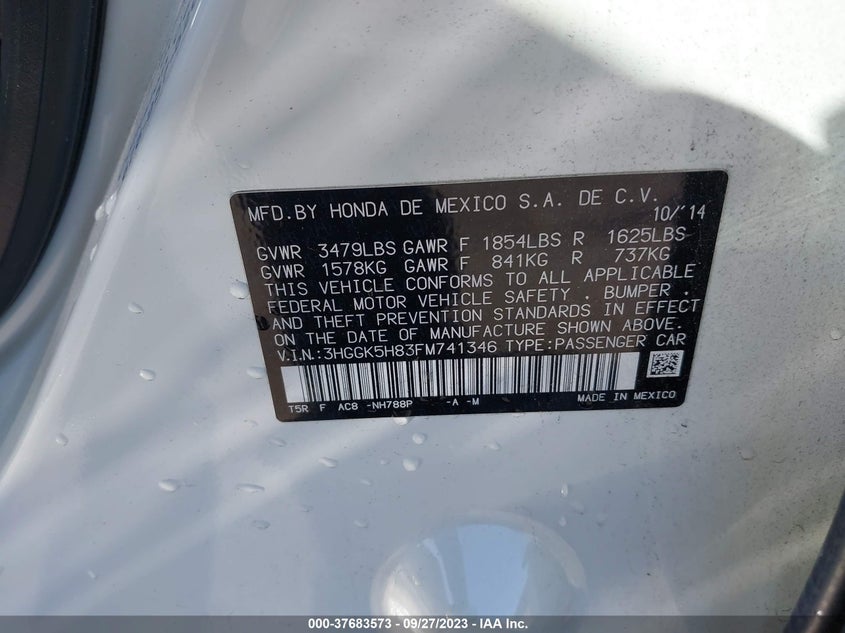 MFD.BY HONDA DE MEXICO S.A. DE C.V.
10/'14
GVWR 3479LBS GAWR F 1854LBS R 1625LBS
GVWR 1578KG GAWR F 841KG R 737KG
THIS VEHICLE CONFORMS TO ALL APPLICABLE
FEDERAL MOTOR VEHICLE SAFETY , BUMPER ,
AND THEFT PREVENTION STANDARDS IN EFFECT
ON THE DATE OF MANUFACTURE SHOWN ABOVE.
V.I.N.:3HGGK5H83FM741346 TYPE:PASSENGER CAR
T5R F AC8 -NH788P -A -M MADE IN MEXICO
000-37683573 - 09/27/2023 - IAA Inc.